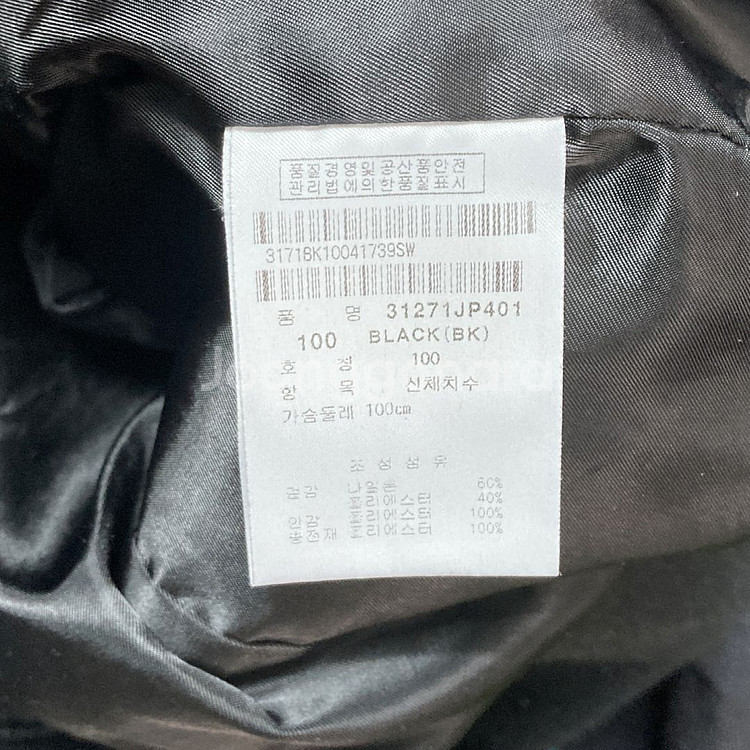 품질경영및 공산품안전
관리법에의한품질표시
3171BK10041739SW
품 명 31271JP401
100 BLACK(BK)
호 칭 100
항 목 신체치수
가슴둘레 100cm
조성섬유
겉감 나일론 60%
폴리에스터 40%
안감 폴리에스터 100%
충전재 폴리에스터 100%